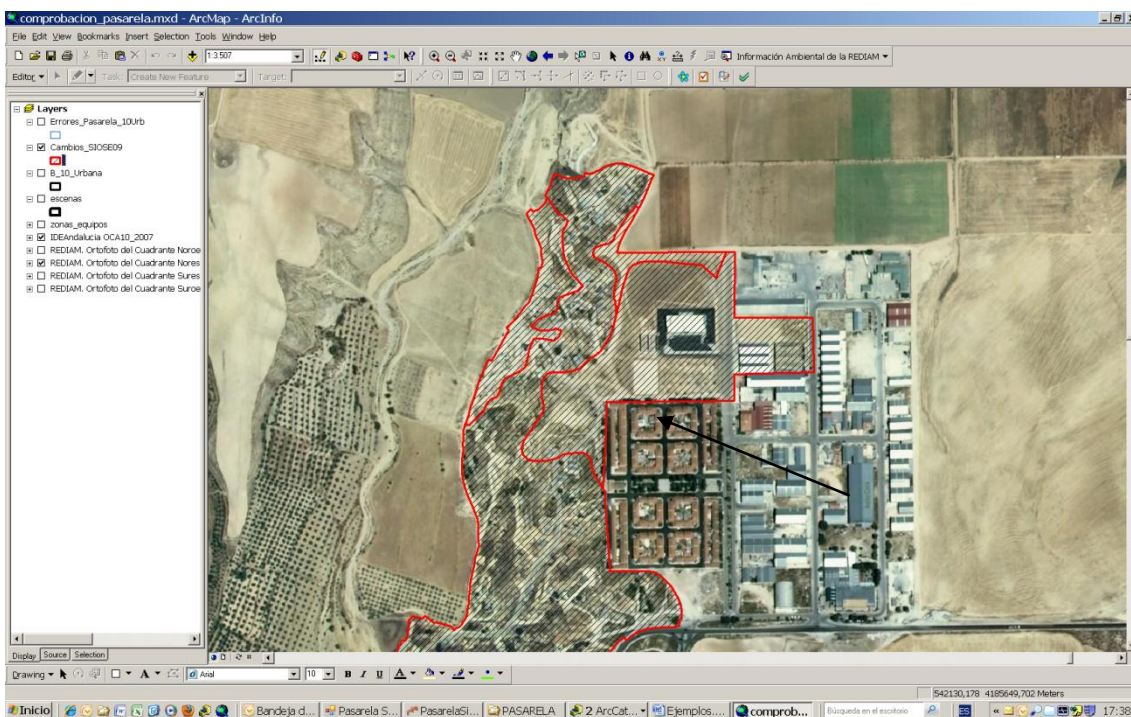 comprobacion_pasarela.mxd - ArcMap - ArcInfo
File Edit View Bookmarks Insert Selection Tools Window Help
1:3.507
Información Ambiental de la REDIAM
Editor Task: Create New Feature Target:
Layers
Errores_Pasarela_10Urb
Cambios_SIOSE09
B_10_Urbana
escenas
zonas_equipos
IDEAndalucia OCA10_2007
REDIAM. Ortofoto del Cuadrante Noroe
REDIAM. Ortofoto del Cuadrante Nores
REDIAM. Ortofoto del Cuadrante Sures
REDIAM. Ortofoto del Cuadrante Suroe
Display Source Selection
Drawing A Arial 10 B I U A
542130,178 4185649,702 Meters
Inicio Bandeja d... Pasarela S... PasarelaSi... PASARELA 2 ArcCat... Ejemplos.... comprob... Búsqueda en el escritorio ES 17:38